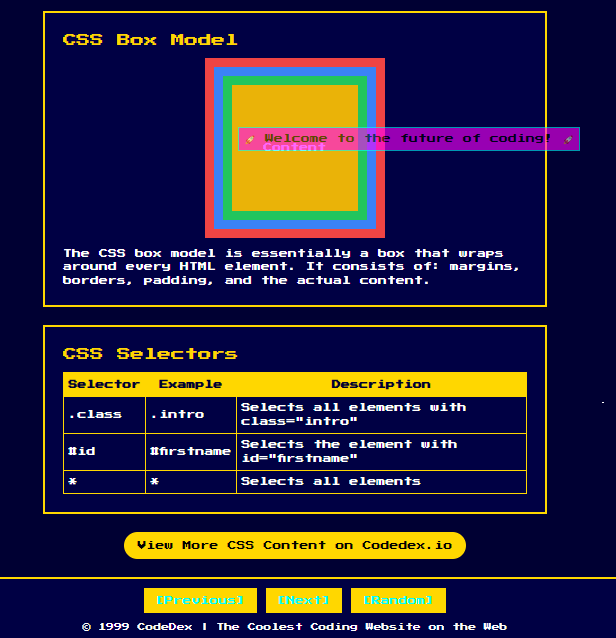 CSS Box Model
🚀 Welcome to the future of coding! 🚀
Content
The CSS box model is essentially a box that wraps
around every HTML element. It consists of: margins,
borders, padding, and the actual content.
CSS Selectors
Selector Example Description
.class .intro Selects all elements with
class="intro"
#id #firstname Selects the element with
id="firstname"
* * Selects all elements
View More CSS Content on Codedex.io
[Previous] [Next] [Random]
© 1999 CodeDex | The Coolest Coding Website on the Web